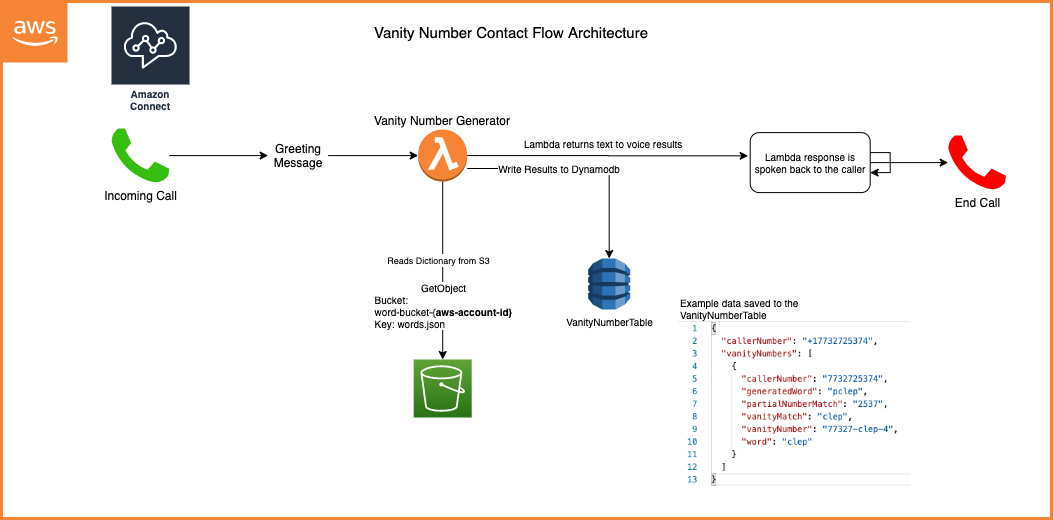 aws
Vanity Number Contact Flow Architecture
Amazon
Connect
Vanity Number Generator
Incoming Call
Greeting
Message
Lambda returns text to voice results
Write Results to Dynamodb
Lambda response is
spoken back to the caller
End Call
Reads Dictionary from S3
GetObject
Bucket:
word-bucket-{aws-account-id}
Key: words.json
VanityNumberTable
Example data saved to the
VanityNumberTable
1 {
2 "callerNumber": "+17732725374",
3 "vanityNumbers": [
4 {
5 "callerNumber": "7732725374",
6 "generatedWord": "pclep",
7 "partialNumberMatch": "2537",
8 "vanityMatch": "clep",
9 "vanityNumber": "77327-clep-4",
10 "word": "clep"
11 }
12 ]
13 }